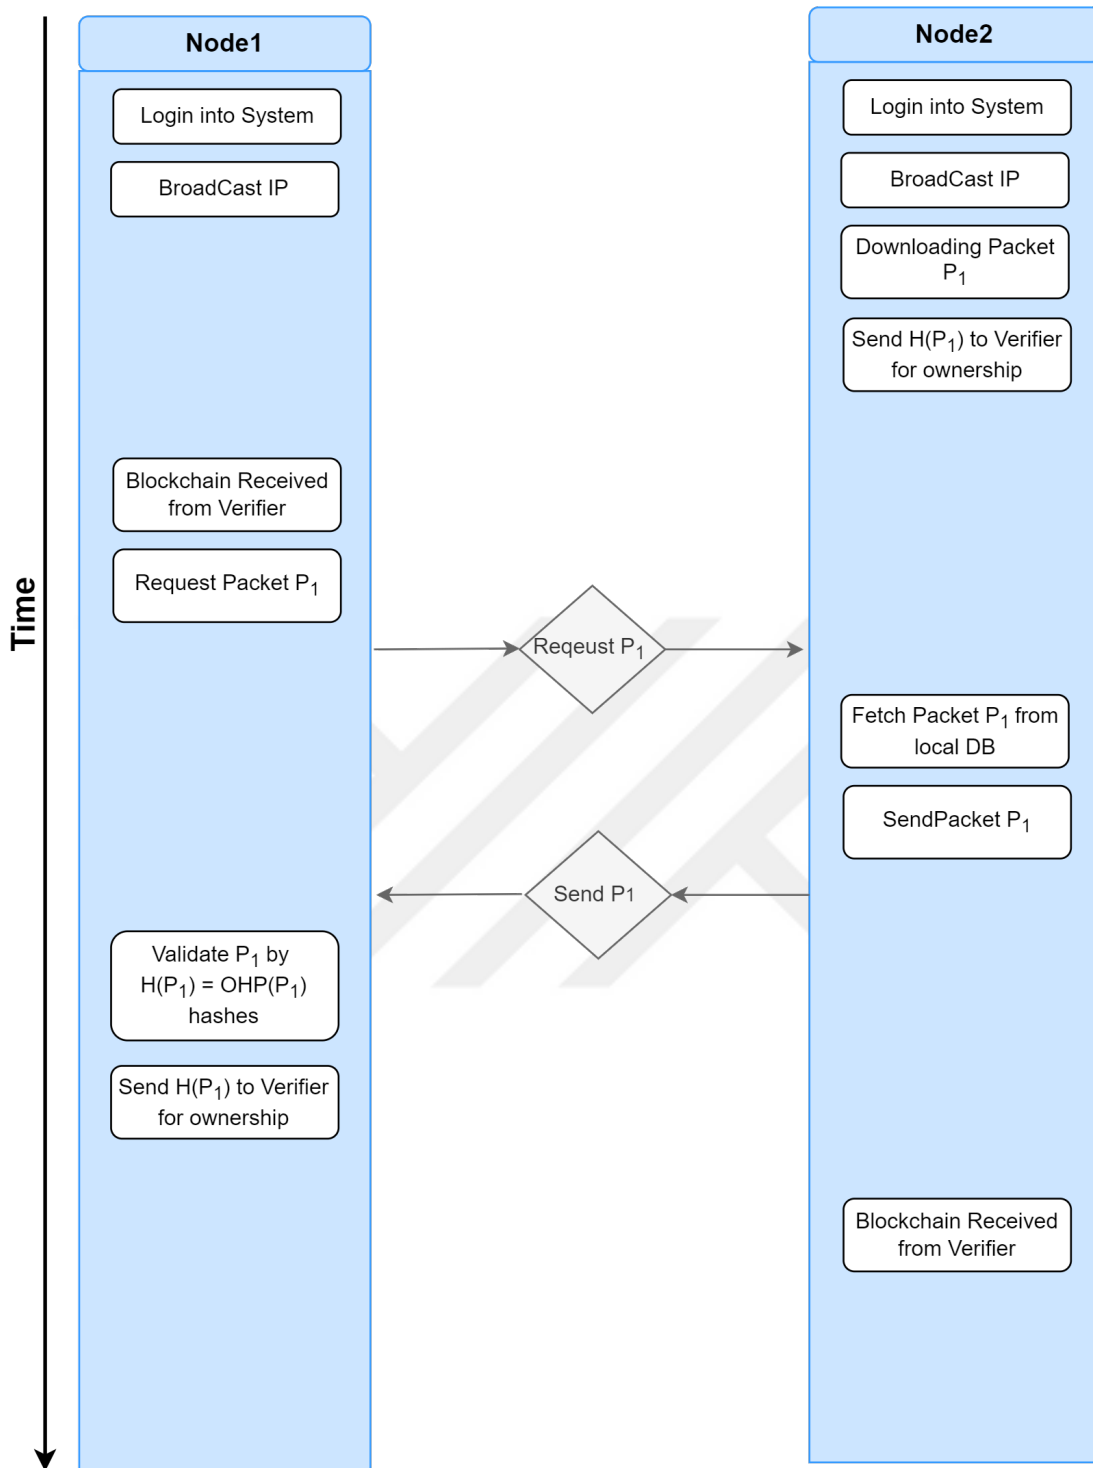 Node1
Login into System
BroadCast IP
Blockchain Received
from Verifier
Request Packet P₁
Validate P₁ by
H(P₁) = OHP(P₁)
hashes
Send H(P₁) to Verifier
for ownership
Time
Reqeust P₁
Send P1
Node2
Login into System
BroadCast IP
Downloading Packet
P₁
Send H(P₁) to Verifier
for ownership
Fetch Packet P₁ from
local DB
SendPacket P₁
Blockchain Received
from Verifier